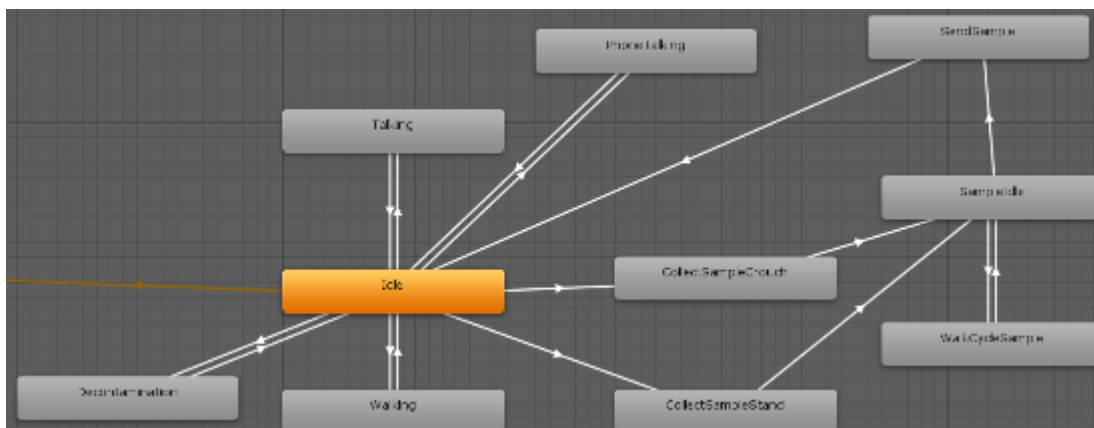 SendSample
PhoneTalking
Talking
SampleIdle
CollectSampleCrouch
Idle
WalkCycleSample
Decontamination
Walking
CollectSampleStand